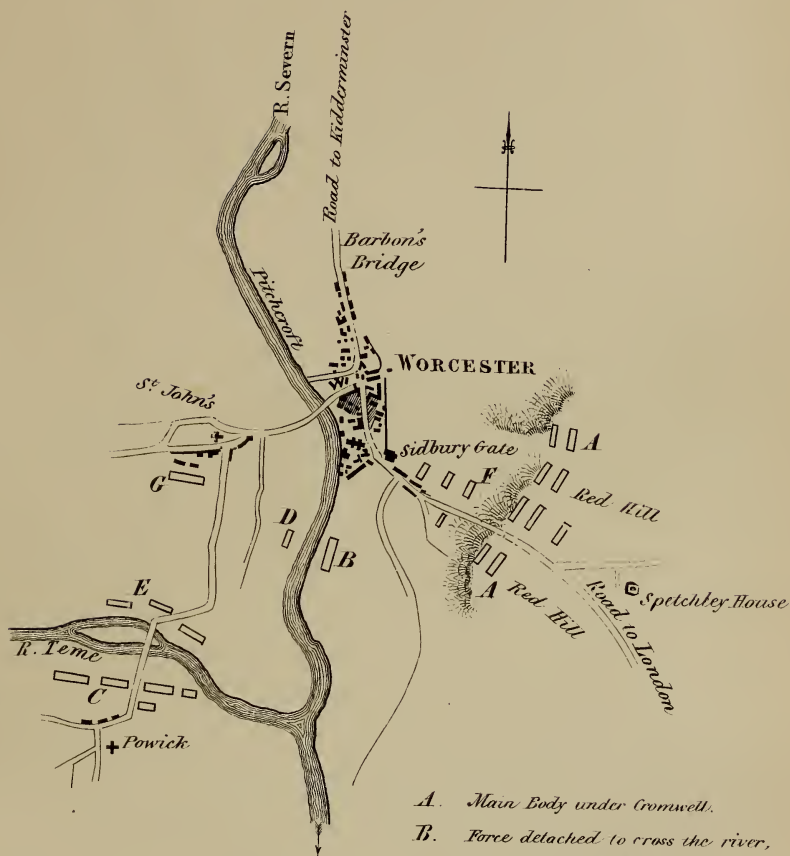 R. Severn
Road to Kidderminster
Barbon's
Bridge
Pitchcroft
WORCESTER
St. John's
Sidbury Gate
A
F
G
Red Hill
D
B
A
Red Hill
Road to London
Spetchley House
E
R. Teme
C
Powick
A. Main Body under Cromwell.
B. Force detached to cross the river,